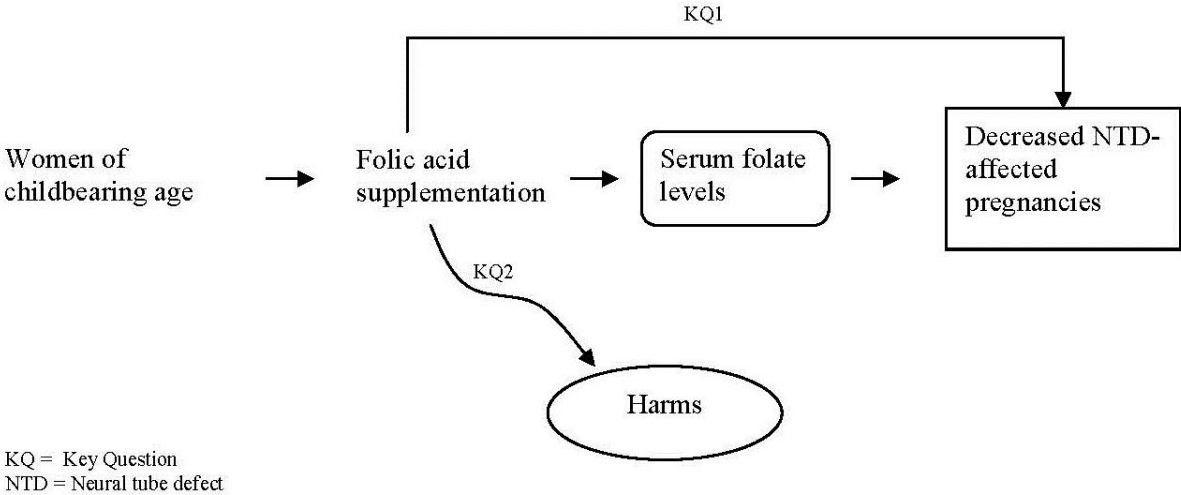 KQ1
Women of
childbearing age
Folic acid
supplementation
Serum folate
levels
Decreased NTD-
affected
pregnancies
KQ2
Harms
KQ = Key Question
NTD = Neural tube defect